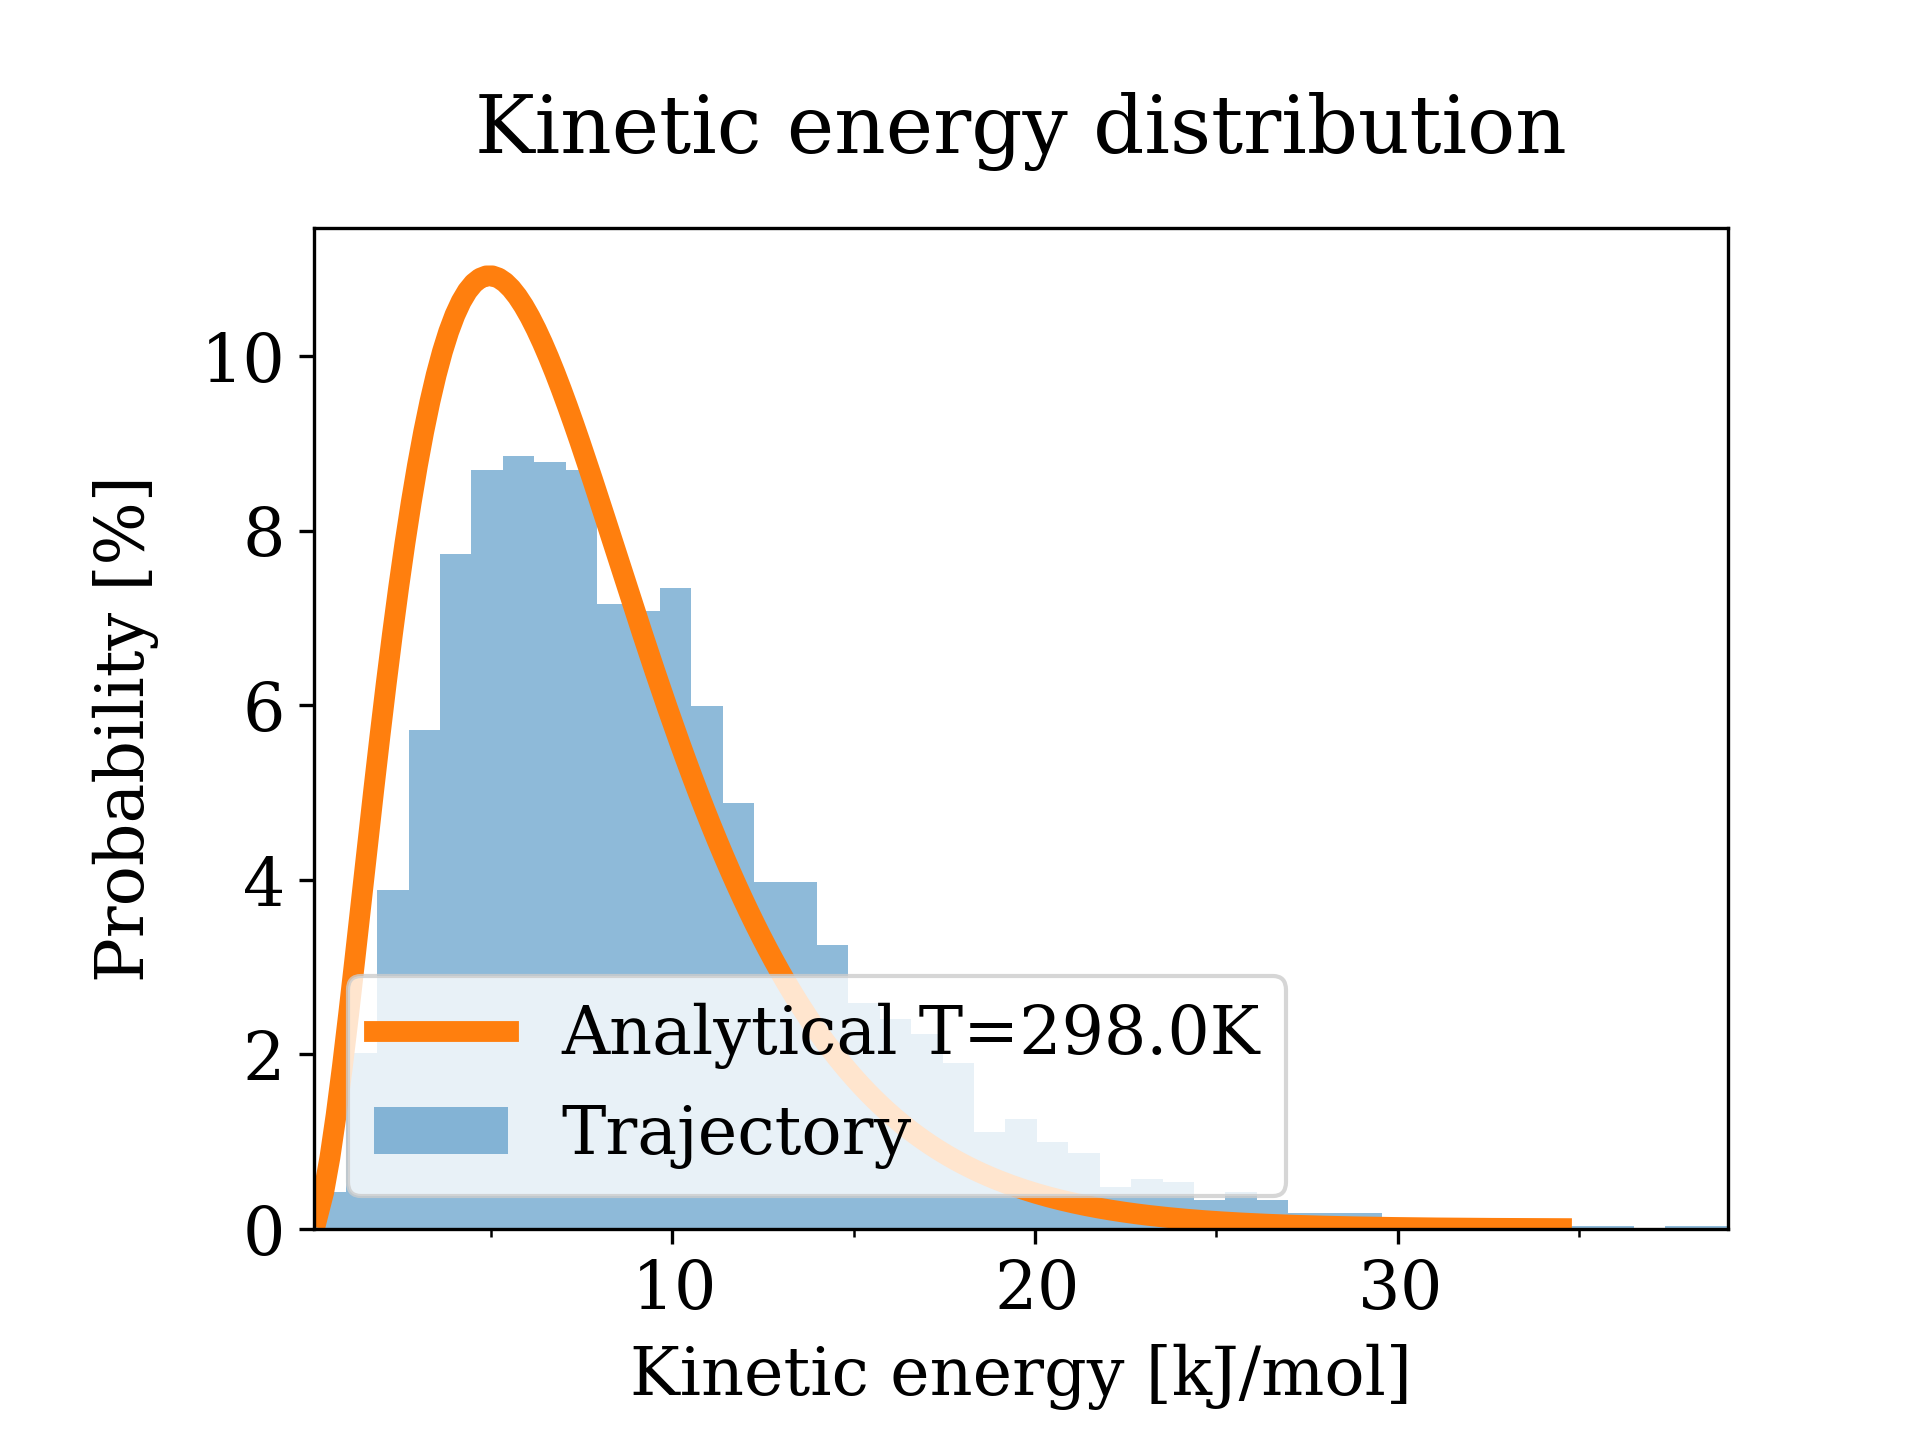 Kinetic energy distribution
Probability [%]
10
8
6
4
2
0
Analytical T=298.0K
Trajectory
10 20 30
Kinetic energy [kJ/mol]